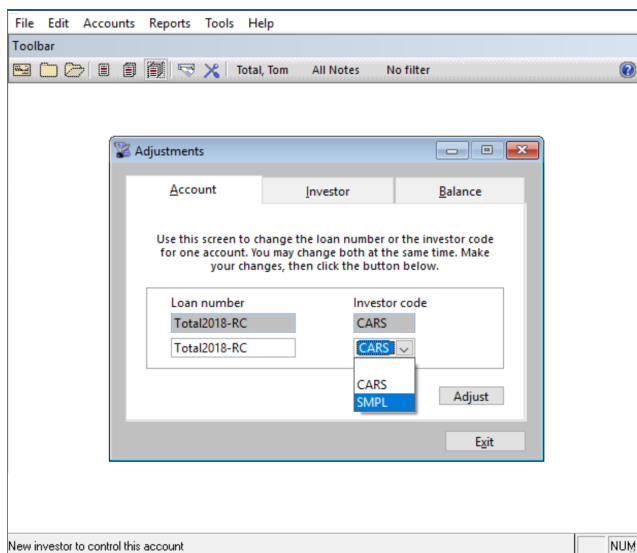 File Edit Accounts Reports Tools Help
Toolbar
Total, Tom All Notes No filter
Adjustments
Account Investor Balance
Use this screen to change the loan number or the investor code
for one account. You may change both at the same time. Make
your changes, then click the button below.
Loan number Investor code
Total2018-RC CARS
Total2018-RC CARS
CARS
SMPL
Adjust
Exit
New investor to control this account NUM